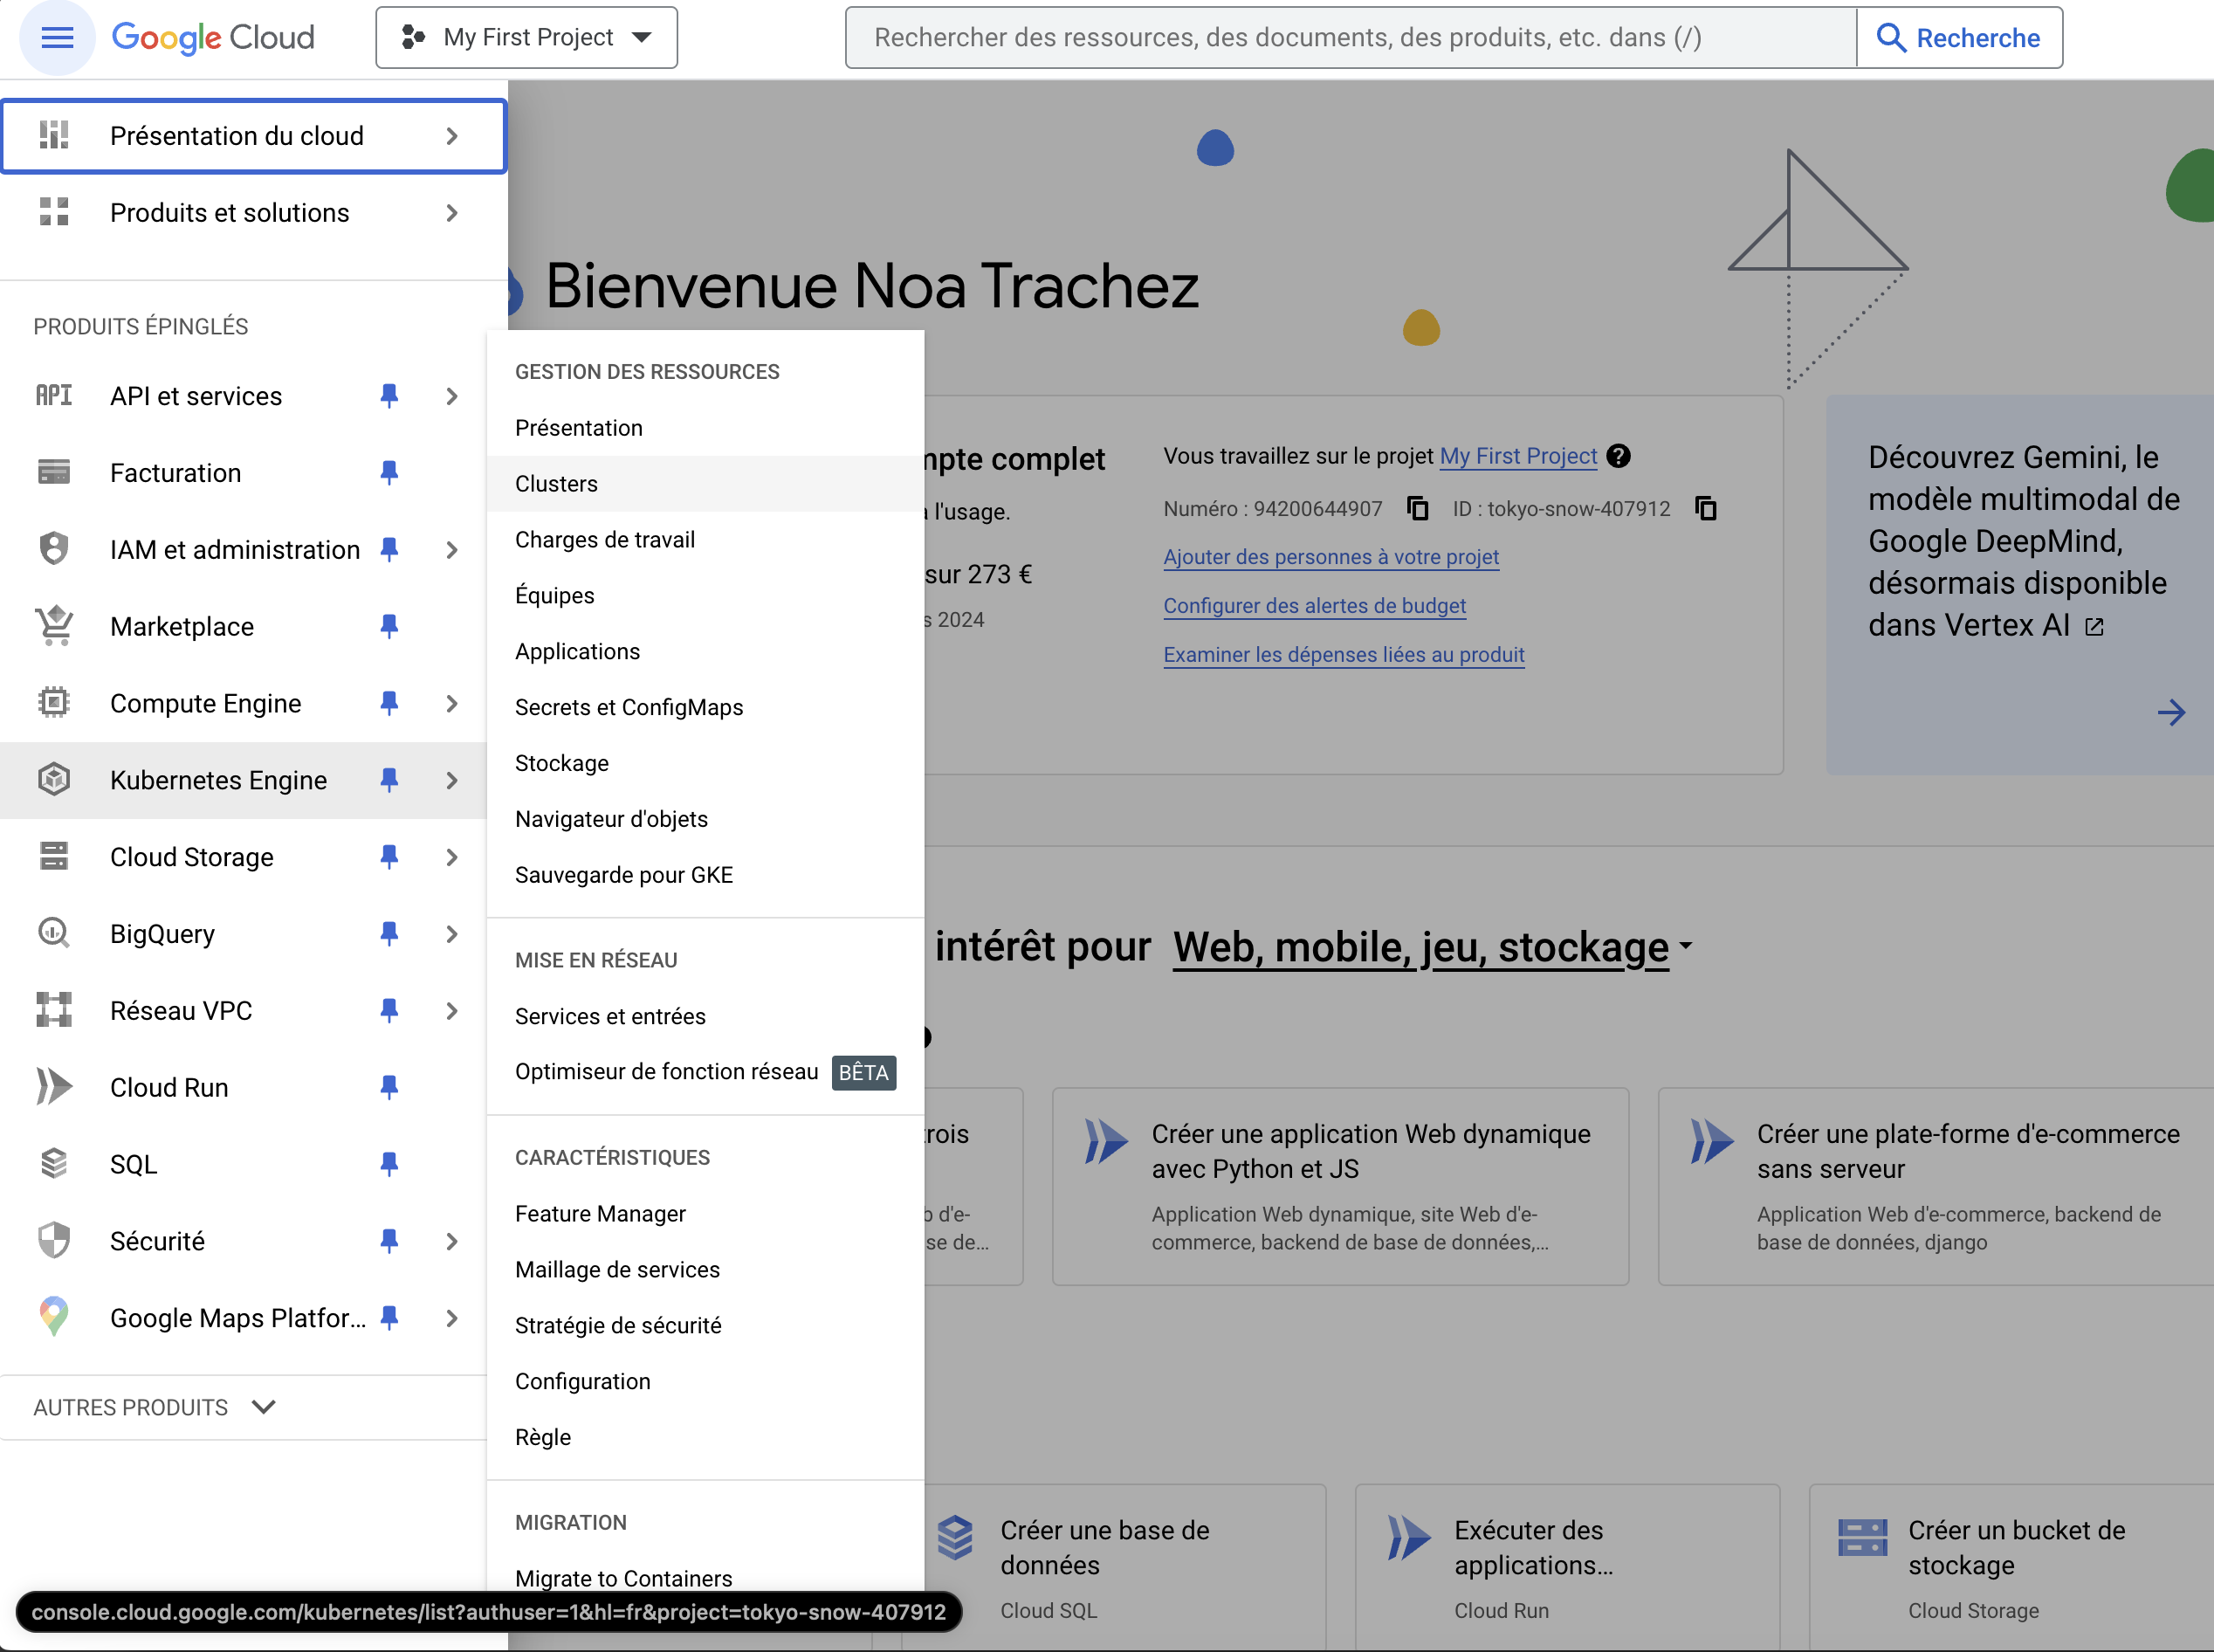 Google Cloud
My First Project
Rechercher des ressources, des documents, des produits, etc. dans (/)
Recherche
Présentation du cloud
Produits et solutions
PRODUITS ÉPINGLÉS
API
API et services
Facturation
IAM et administration
Marketplace
Compute Engine
Kubernetes Engine
Cloud Storage
BigQuery
Réseau VPC
Cloud Run
SQL
Sécurité
Google Maps Platfor...
AUTRES PRODUITS
GESTION DES RESSOURCES
Présentation
Clusters
Charges de travail
Équipes
Applications
Secrets et ConfigMaps
Stockage
Navigateur d'objets
Sauvegarde pour GKE
MISE EN RÉSEAU
Services et entrées
Optimiseur de fonction réseau BÊTA
CARACTÉRISTIQUES
Feature Manager
Maillage de services
Stratégie de sécurité
Configuration
Règle
MIGRATION
Migrate to Containers
console.cloud.google.com/kubernetes/list?authuser=1&hl=fr&project=tokyo-snow-407912
Bienvenue Noa Trachez
complet
l'usage.
sur 273 €
2024
Vous travaillez sur le projet My First Project
Numéro : 94200644907 ID : tokyo-snow-407912
Ajouter des personnes à votre projet
Configurer des alertes de budget
Examiner les dépenses liées au produit
Découvrez Gemini, le
modèle multimodal de
Google DeepMind,
désormais disponible
dans Vertex AI
intérêt pour Web, mobile, jeu, stockage
d'e-
de...
Créer une application Web dynamique
avec Python et JS
Application Web dynamique, site Web d'e-
commerce, backend de base de données,...
Créer une plate-forme d'e-commerce
sans serveur
Application Web d'e-commerce, backend de
base de données, django
Créer une base de
données
Cloud SQL
Exécuter des
applications...
Cloud Run
Créer un bucket de
stockage
Cloud Storage